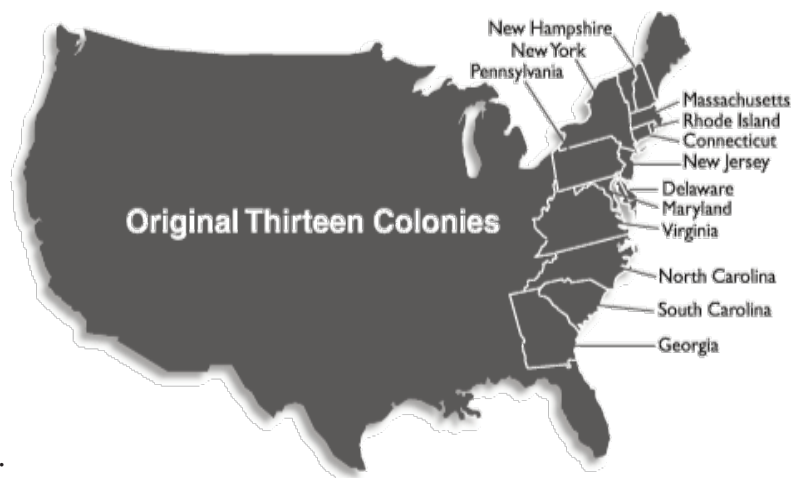 New Hampshire
New York
Pennsylvania
Massachusetts
Rhode Island
Connecticut
New Jersey
Delaware
Maryland
Virginia
Original Thirteen Colonies
North Carolina
South Carolina
Georgia
.